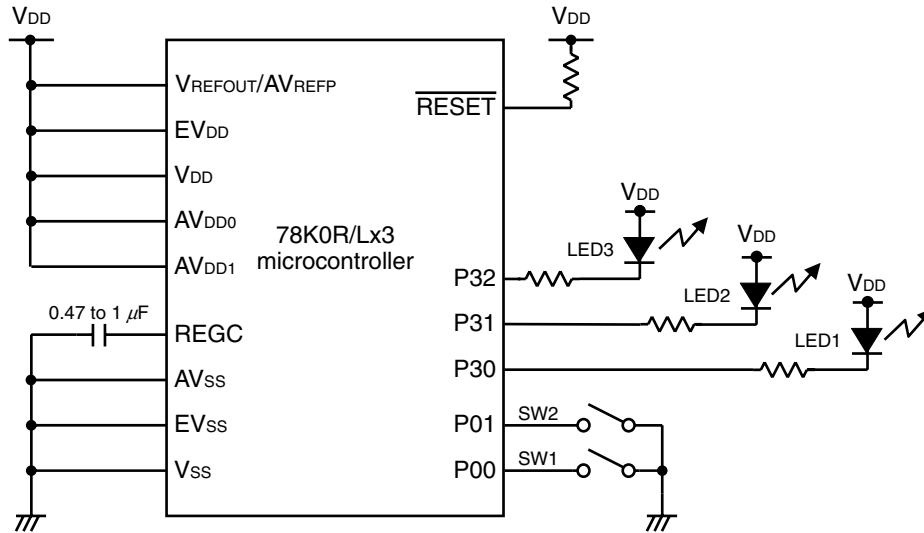 VDD
VDD
VREFOUT/AVREFP
RESET
EVDD
VDD
AVDD0
AVDD1
78K0R/Lx3
microcontroller
VDD
LED3
P32
VDD
LED2
P31
VDD
LED1
P30
0.47 to 1 μF
REGC
AVSS
EVSS
VSS
P01
SW2
P00
SW1